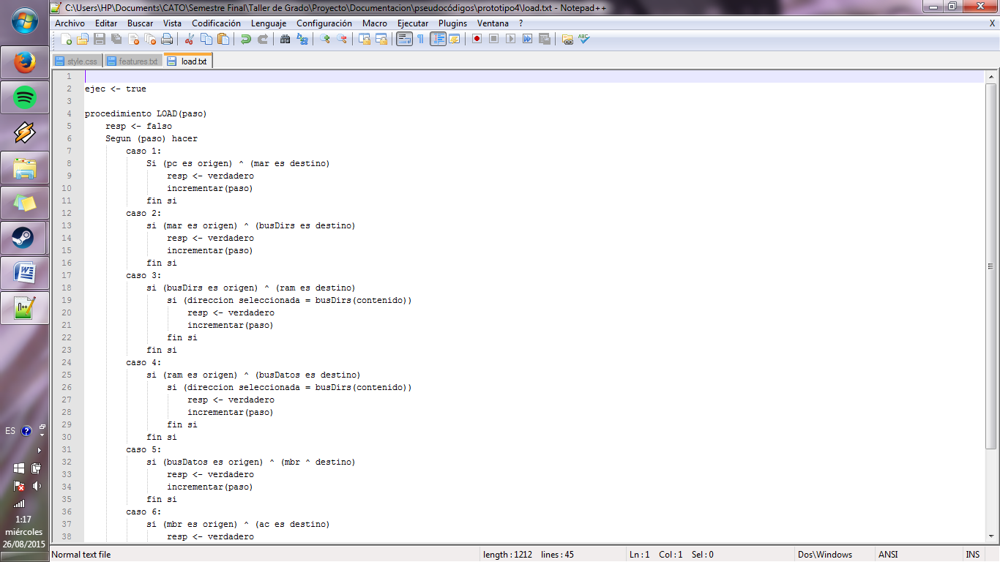 C:\Users\HP\Documents\CATO\Semestre Final\Taller de Grado\Proyecto\Documentacion\pseudocódigos\prototipo4\load.txt - Notepad++
Archivo Editar Buscar Vista Codificación Lenguaje Configuración Macro Ejecutar Plugins Ventana ? X
style.css features.txt load.txt
1
2 ejec <- true
3
4 procedimiento LOAD(paso)
5 resp <- falso
6 Segun (paso) hacer
7 caso 1:
8 Si (pc es origen) ^ (mar es destino)
9 resp <- verdadero
10 incrementar(paso)
11 fin si
12 caso 2:
13 si (mar es origen) ^ (busDirs es destino)
14 resp <- verdadero
15 incrementar(paso)
16 fin si
17 caso 3:
18 si (busDirs es origen) ^ (ram es destino)
19 si (direccion seleccionada = busDirs(contenido))
20 resp <- verdadero
21 incrementar(paso)
22 fin si
23 fin si
24 caso 4:
25 si (ram es origen) ^ (busDatos es destino)
26 si (direccion seleccionada = busDirs(contenido))
27 resp <- verdadero
28 incrementar(paso)
29 fin si
30 fin si
31 caso 5:
32 si (busDatos es origen) ^ (mbr ^ destino)
33 resp <- verdadero
34 incrementar(paso)
35 fin si
36 caso 6:
37 si (mbr es origen) ^ (ac es destino)
38 resp <- verdadero
Normal text file length : 1212 lines : 45 Ln : 1 Col : 1 Sel : 0 Dos\Windows ANSI INS
ES
1:17
miércoles
26/08/2015